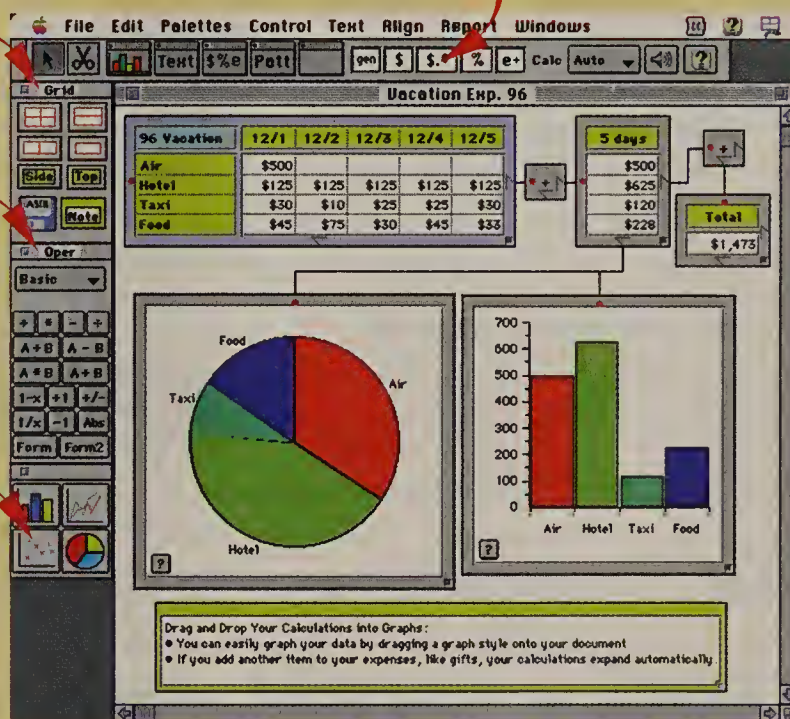 File Edit Palettes Control Text Align Report Windows
Text $%e Patt gen $ % e+ Calc Auto
Grid
Vacation Exp. 96
Side Top
Note
Oper
Basic
+ * - ÷
A+B A-B
A*B A÷B
1-x +1 +/-
1/x -1 Abs
Form Form2
96 Vacation 12/1 12/2 12/3 12/4 12/5
Air $500
Hotel $125 $125 $125 $125 $125
Taxi $30 $10 $25 $25 $30
Food $45 $75 $30 $45 $33
+
5 days
$500
$625
$120
$228
+
Total
$1,473
Food
Air
Taxi
Hotel
?
700
600
500
400
300
200
100
0
Air Hotel Taxi Food
?
Drag and Drop Your Calculations into Graphs:
• You can easily graph your data by dragging a graph style onto your document
• If you add another item to your expenses, like gifts, your calculations expand automatically